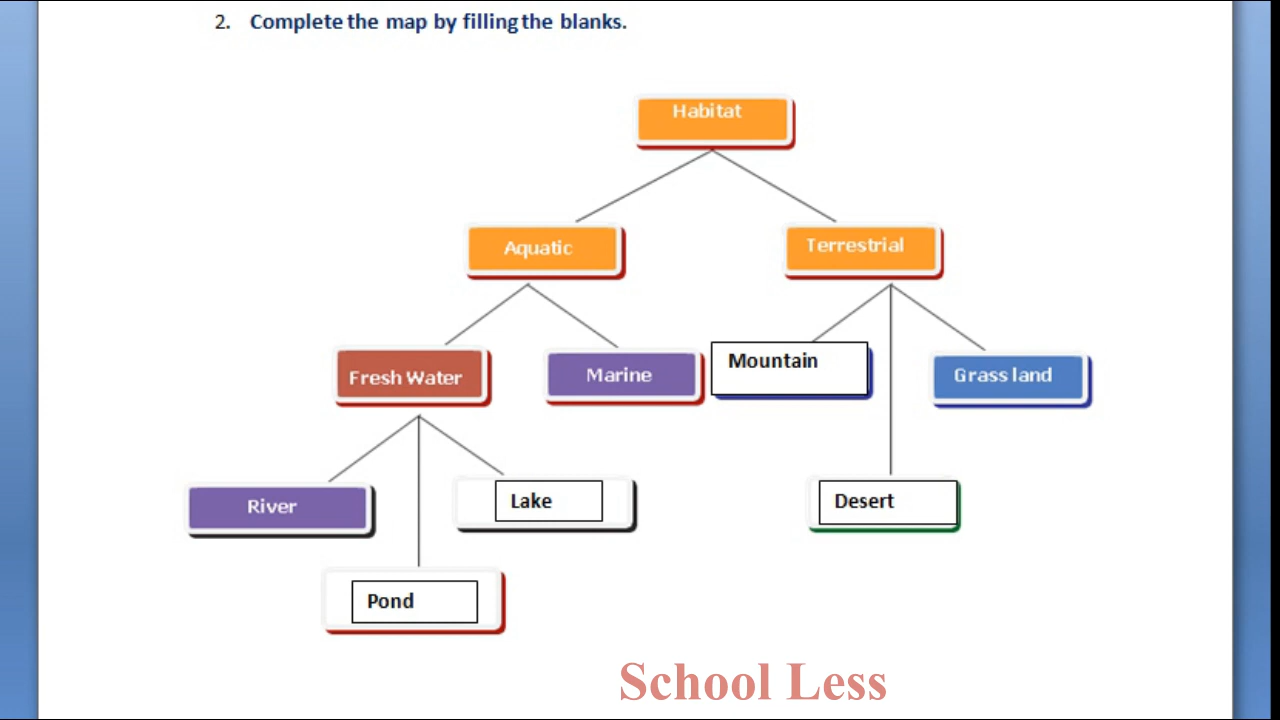 2. Complete the map by filling the blanks.
Habitat
Aquatic
Terrestrial
Fresh Water
Marine
Mountain
Grass land
River
Lake
Desert
Pond
School Less